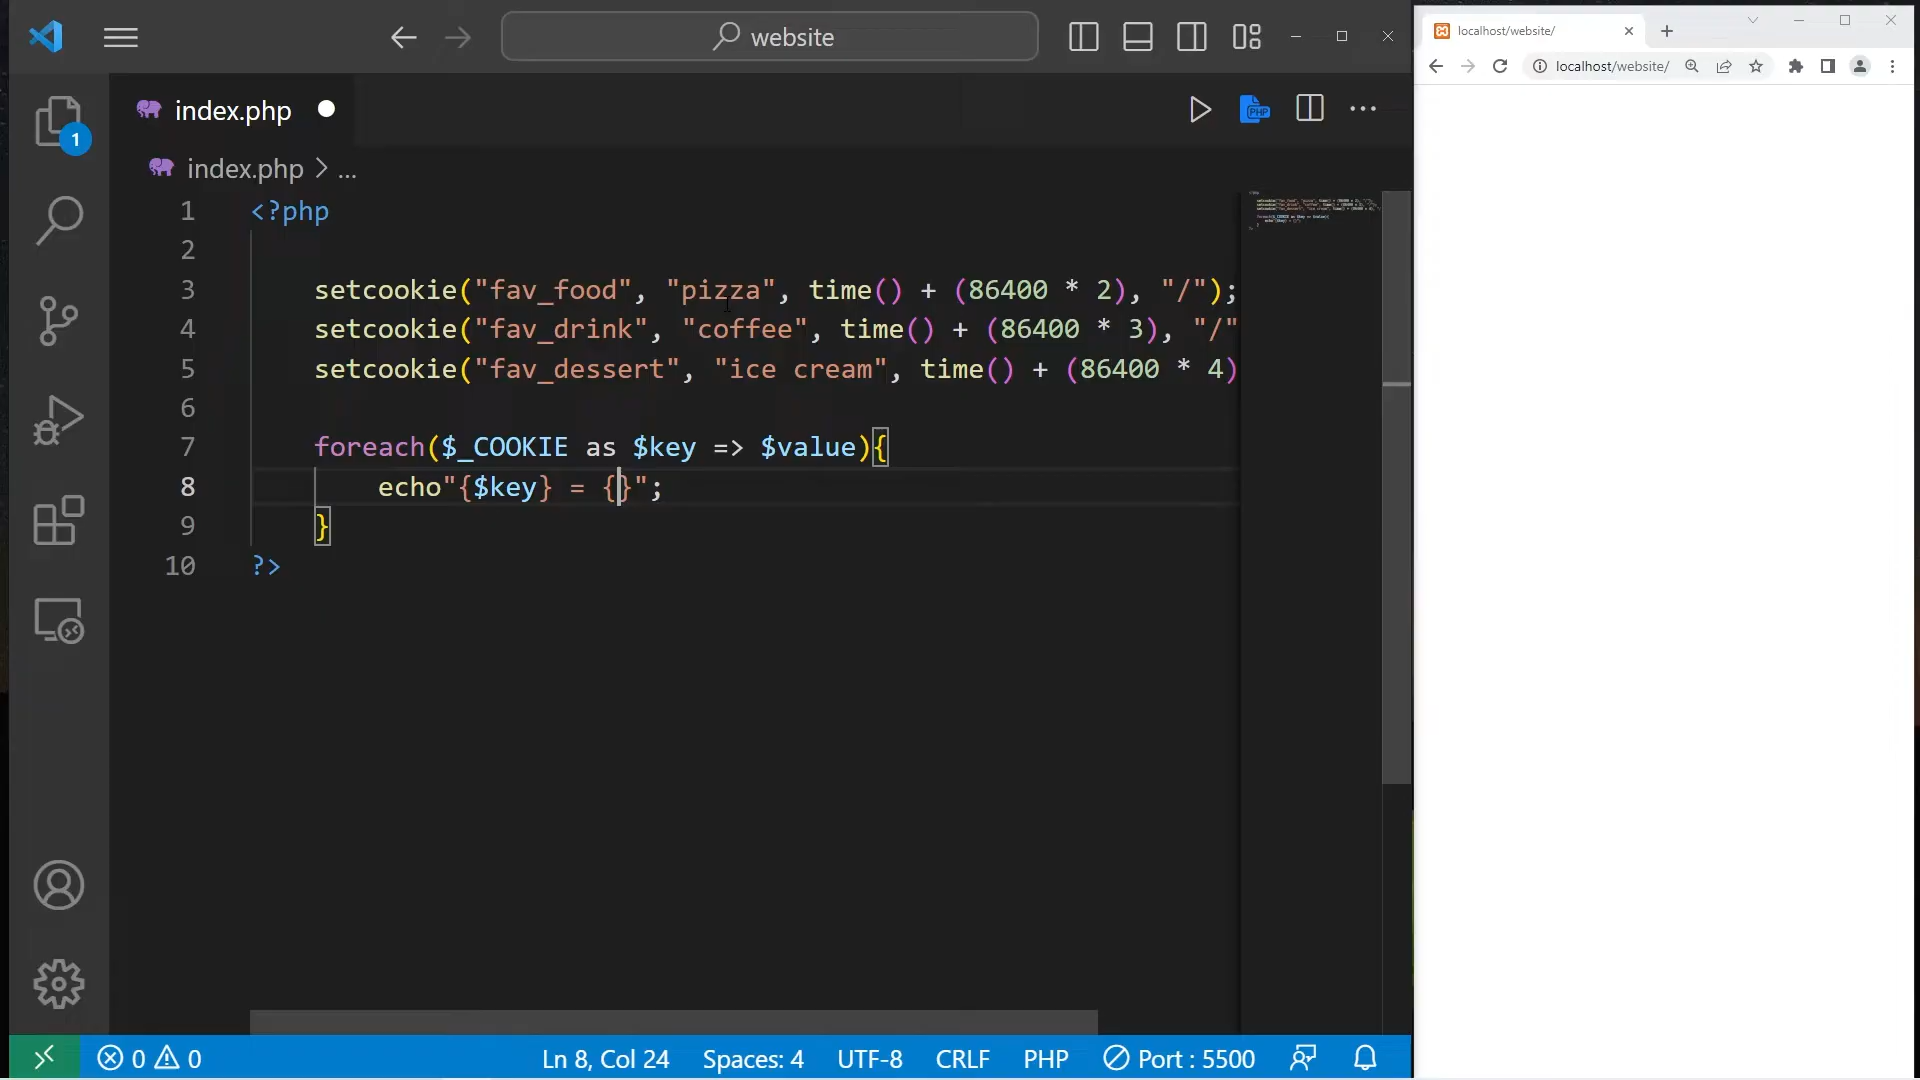 website
index.php
index.php > ...
1 <?php
2
3 setcookie("fav_food", "pizza", time() + (86400 * 2), "/");
4 setcookie("fav_drink", "coffee", time() + (86400 * 3), "/"
5 setcookie("fav_dessert", "ice cream", time() + (86400 * 4)
6
7 foreach($_COOKIE as $key => $value){
8 echo"{$key} = {}";
9 }
10 ?>
1
0 0
Ln 8, Col 24
Spaces: 4
UTF-8
CRLF
PHP
Port : 5500
localhost/website/
localhost/website/
PHP